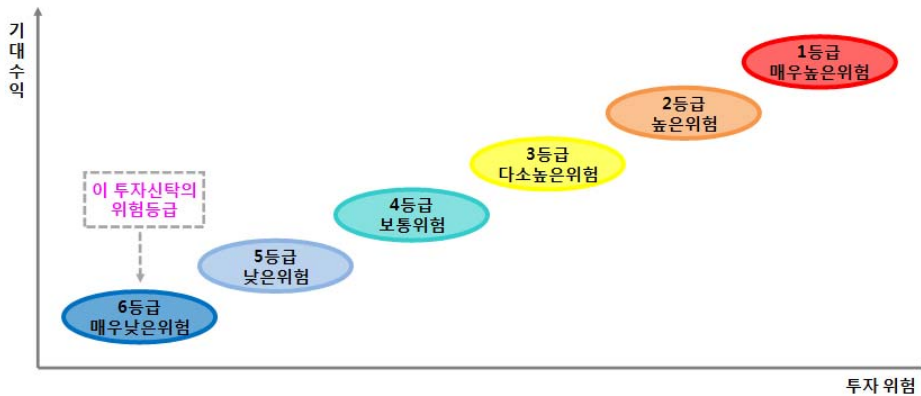 기
대
수
익
1등급
매우높은위험
2등급
높은위험
3등급
다소높은위험
이 투자신탁의
위험등급
4등급
보통위험
5등급
낮은위험
6등급
매우낮은위험
투자 위험